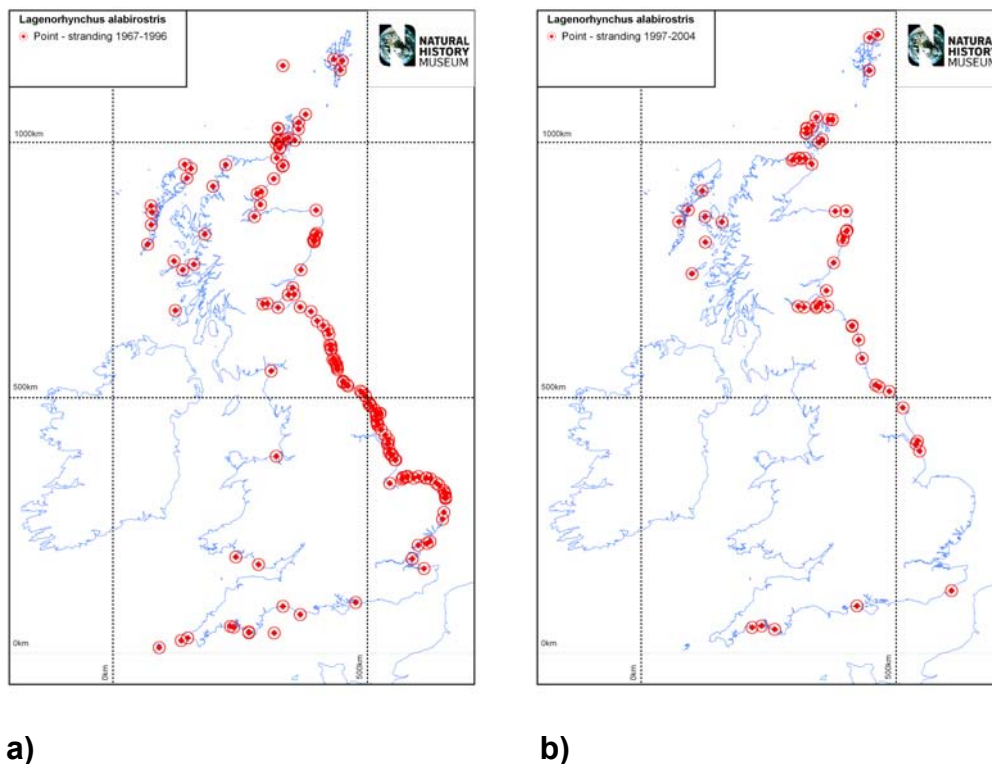 Lagenorhynchus alabirostris
Point - stranding 1967-1996
NATURAL
HISTORY
MUSEUM
1000km
500km
0km
0km
500km
Lagenorhynchus alabirostris
Point - stranding 1997-2004
NATURAL
HISTORY
MUSEUM
1000km
500km
0km
0km
500km
a)
b)